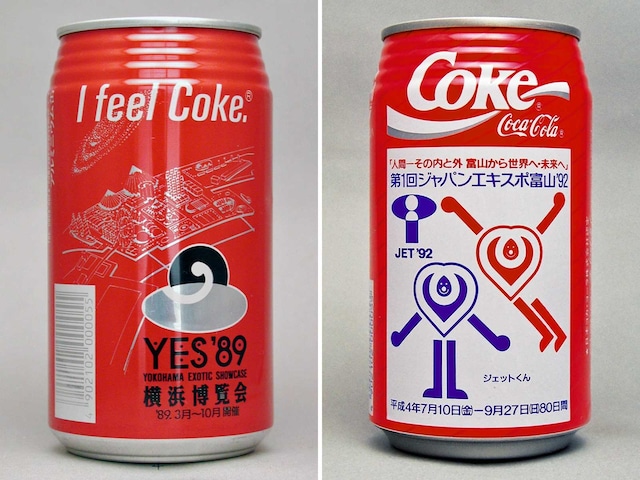 I feel Coke.®
YES'89
YOKOHAMA EXOTIC SHOWCASE
横浜博覧会
'89.3月〜10月開催
4902102000055
Coke
Coca-Cola
「人間—その内と外 富山から世界へ・未来へ」
第1回ジャパンエキスポ富山'92
JET '92
ジェットくん
平成4年7月10日(金)—9月27日(日)80日間